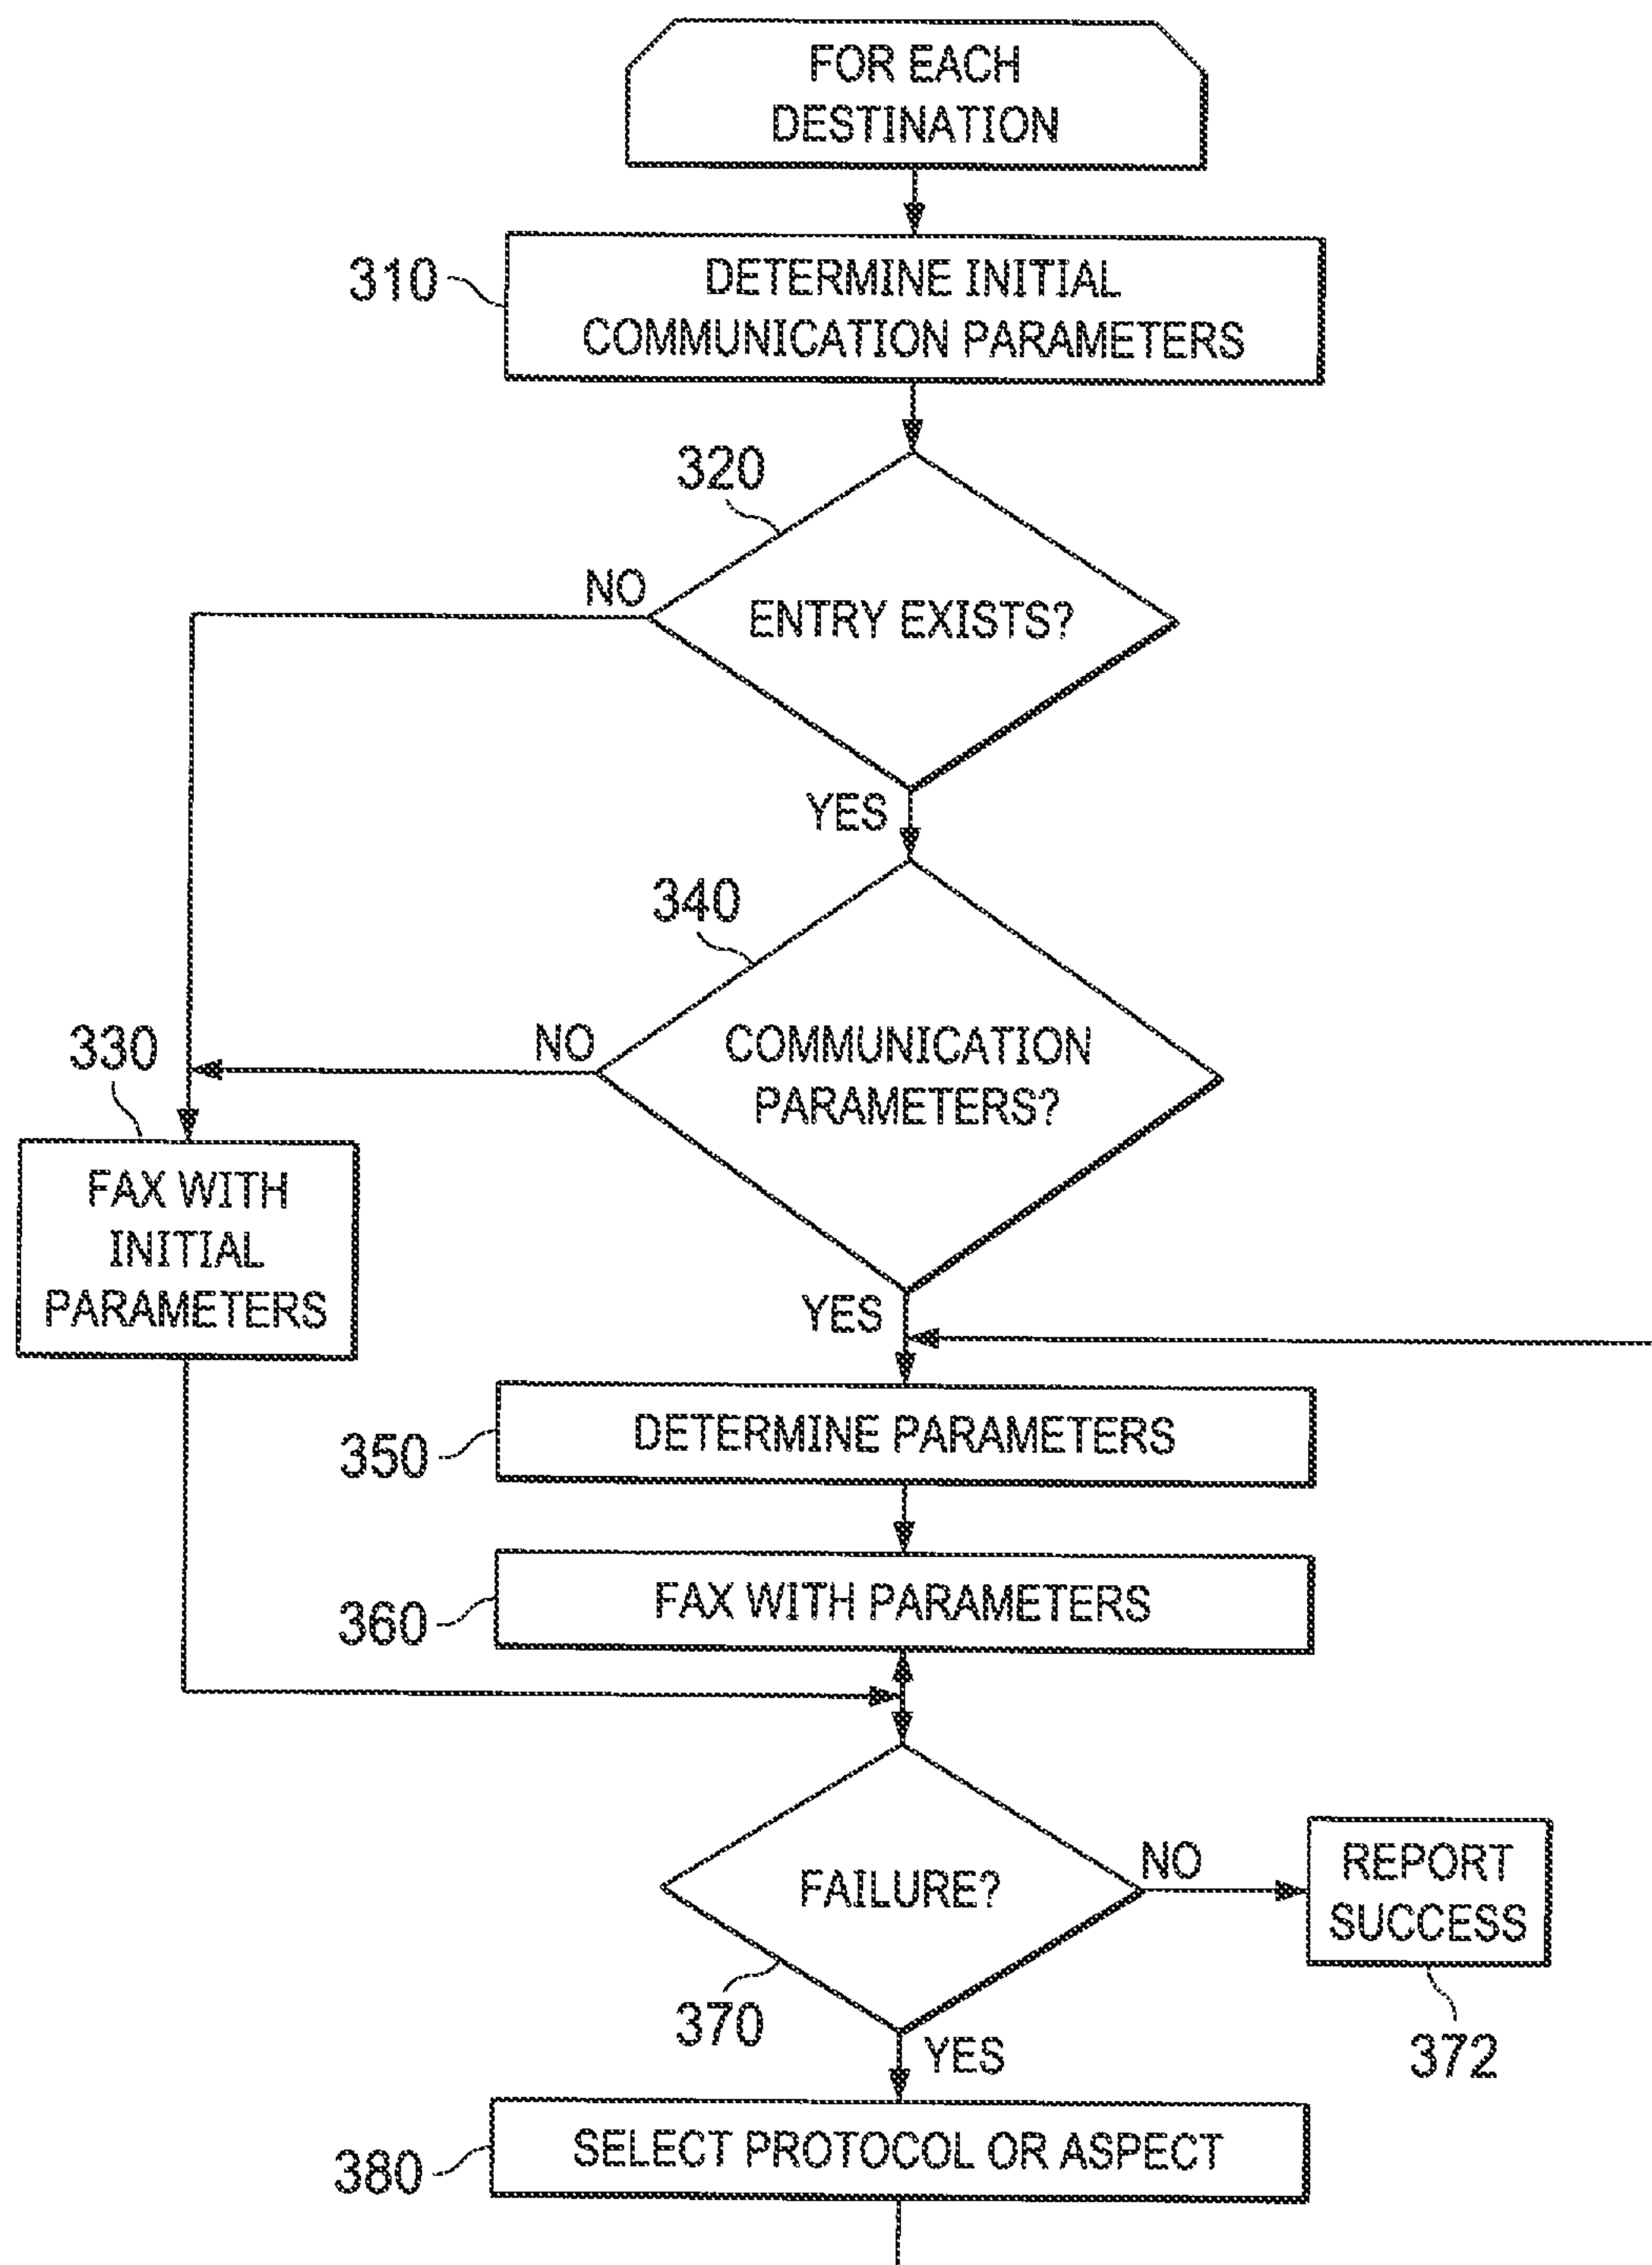 FOR EACH
DESTINATION
310
DETERMINE INITIAL
COMMUNICATION PARAMETERS
320
NO
ENTRY EXISTS?
YES
340
NO
COMMUNICATION
PARAMETERS?
330
FAX WITH
INITIAL
PARAMETERS
YES
350
DETERMINE PARAMETERS
360
FAX WITH PARAMETERS
FAILURE?
NO
REPORT
SUCCESS
370
YES
372
380
SELECT PROTOCOL OR ASPECT